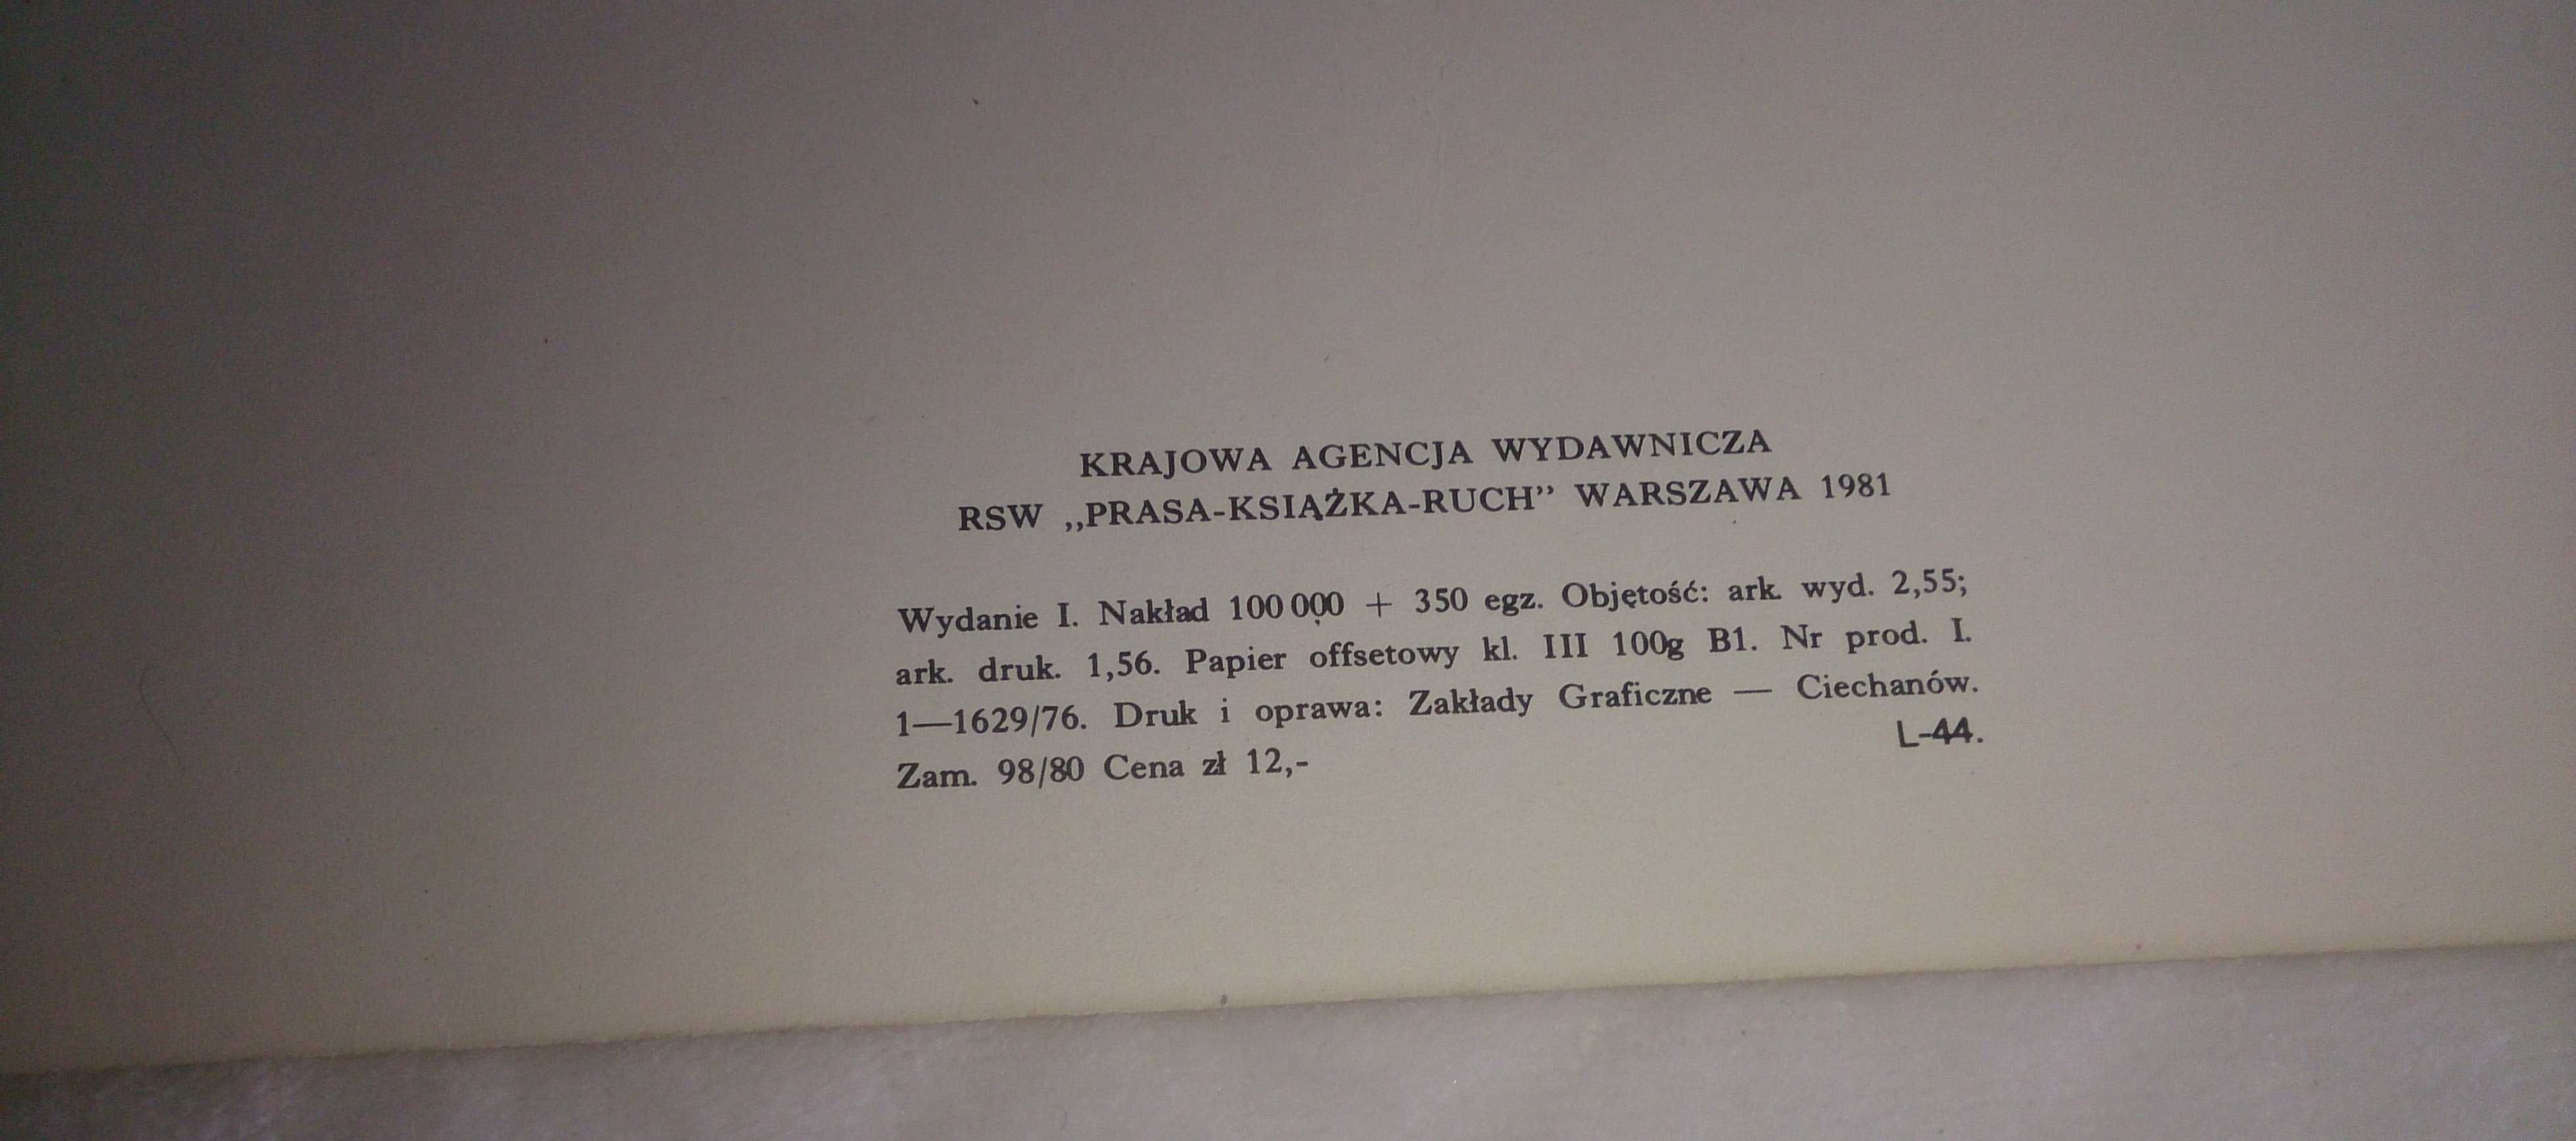 KRAJOWA AGENCJA WYDAWNICZA
RSW „PRASA-KSIĄŻKA-RUCH” WARSZAWA 1981
Wydanie I. Nakład 100 000 + 350 egz. Objętość: ark. wyd. 2,55;
ark. druk. 1,56. Papier offsetowy kl. III 100g B1. Nr prod. I.
1—1629/76. Druk i oprawa: Zakłady Graficzne — Ciechanów.
Zam. 98/80 Cena zł 12,- L-44.